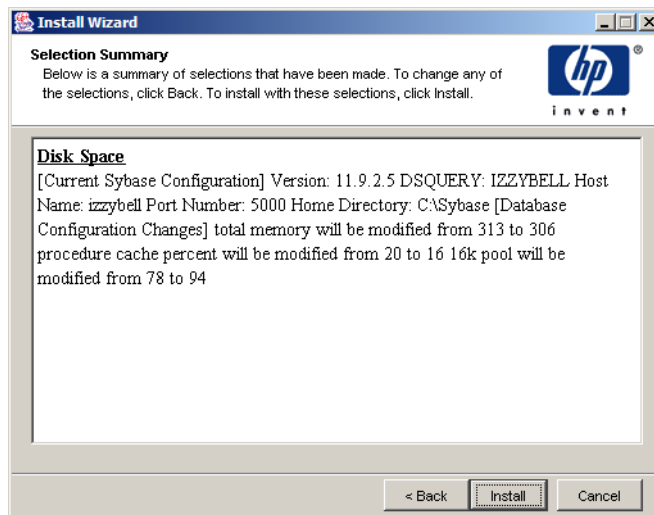 Install Wizard
Selection Summary
Below is a summary of selections that have been made. To change any of
the selections, click Back. To install with these selections, click Install.
hp
®
invent
Disk Space
[Current Sybase Configuration] Version: 11.9.2.5 DSQUERY: IZZYBELL Host
Name: izzybell Port Number: 5000 Home Directory: C:\Sybase [Database
Configuration Changes] total memory will be modified from 313 to 306
procedure cache percent will be modified from 20 to 16 16k pool will be
modified from 78 to 94
< Back
Install
Cancel